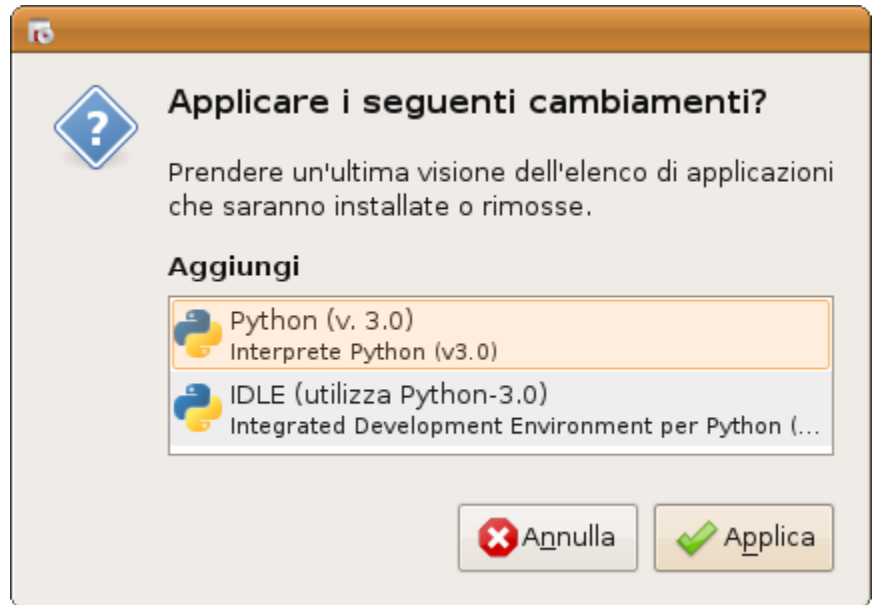 Applicare i seguenti cambiamenti?
Prendere un'ultima visione dell'elenco di applicazioni
che saranno installate o rimosse.
Aggiungi
Python (v. 3.0)
Interprete Python (v3.0)
IDLE (utilizza Python-3.0)
Integrated Development Environment per Python (...
Annulla
Applica